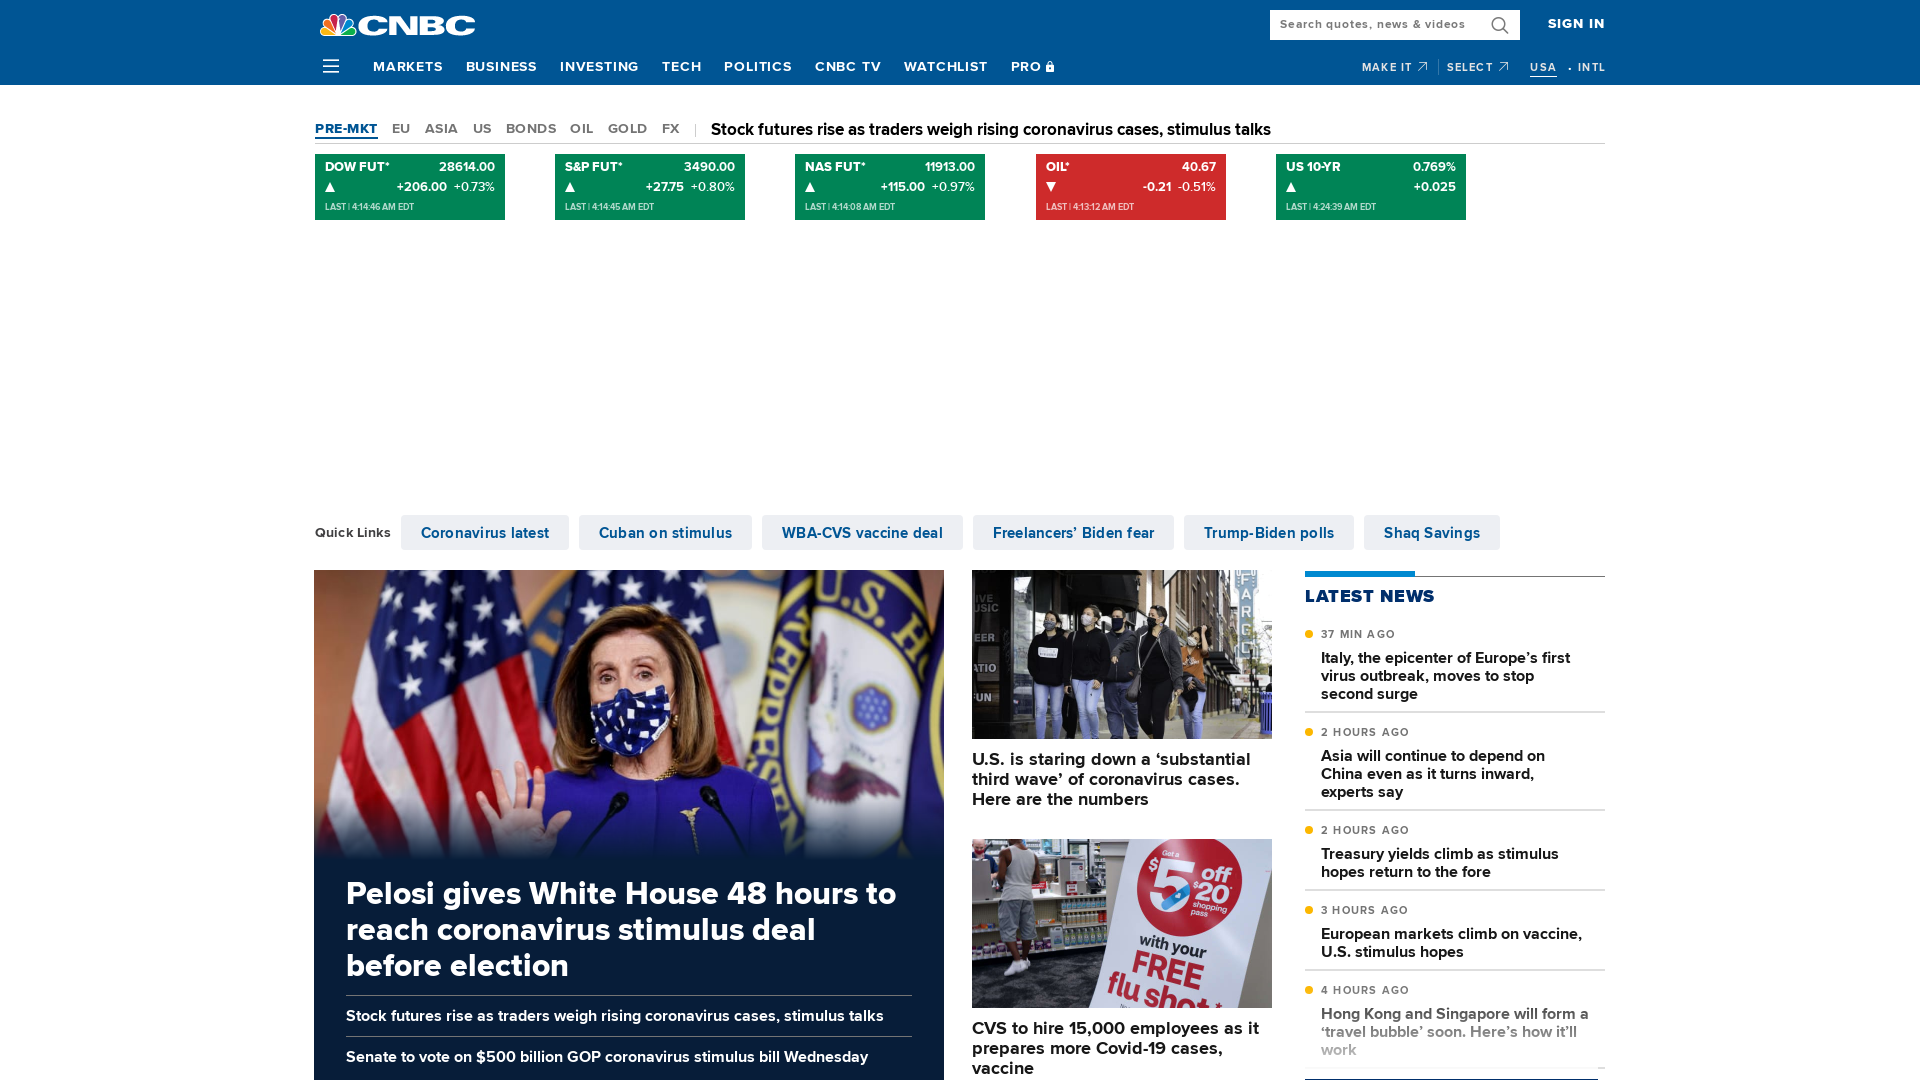 CNBC
Search quotes, news & videos
SIGN IN
MARKETS BUSINESS INVESTING TECH POLITICS CNBC TV WATCHLIST PRO
MAKE IT SELECT USA • INTL
PRE-MKT EU ASIA US BONDS OIL GOLD FX
Stock futures rise as traders weigh rising coronavirus cases, stimulus talks
DOW FUT* 28614.00
+206.00 +0.73%
LAST | 4:14:46 AM EDT
S&P FUT* 3490.00
+27.75 +0.80%
LAST | 4:14:45 AM EDT
NAS FUT* 11913.00
+115.00 +0.97%
LAST | 4:14:08 AM EDT
OIL* 40.67
-0.21 -0.51%
LAST | 4:13:12 AM EDT
US 10-YR 0.769%
+0.025
LAST | 4:24:39 AM EDT
Quick Links
Coronavirus latest
Cuban on stimulus
WBA-CVS vaccine deal
Freelancers’ Biden fear
Trump-Biden polls
Shaq Savings
U.S. HO
Pelosi gives White House 48 hours to
reach coronavirus stimulus deal
before election
Stock futures rise as traders weigh rising coronavirus cases, stimulus talks
Senate to vote on $500 billion GOP coronavirus stimulus bill Wednesday
FARGO
U.S. is staring down a ‘substantial
third wave’ of coronavirus cases.
Here are the numbers
Get a
$5 off
$20*
shopping
pass
with your
FREE
flu shot*
CVS to hire 15,000 employees as it
prepares more Covid-19 cases,
vaccine
LATEST NEWS
37 MIN AGO
Italy, the epicenter of Europe’s first
virus outbreak, moves to stop
second surge
2 HOURS AGO
Asia will continue to depend on
China even as it turns inward,
experts say
2 HOURS AGO
Treasury yields climb as stimulus
hopes return to the fore
3 HOURS AGO
European markets climb on vaccine,
U.S. stimulus hopes
4 HOURS AGO
Hong Kong and Singapore will form a
‘travel bubble’ soon. Here’s how it’ll
work